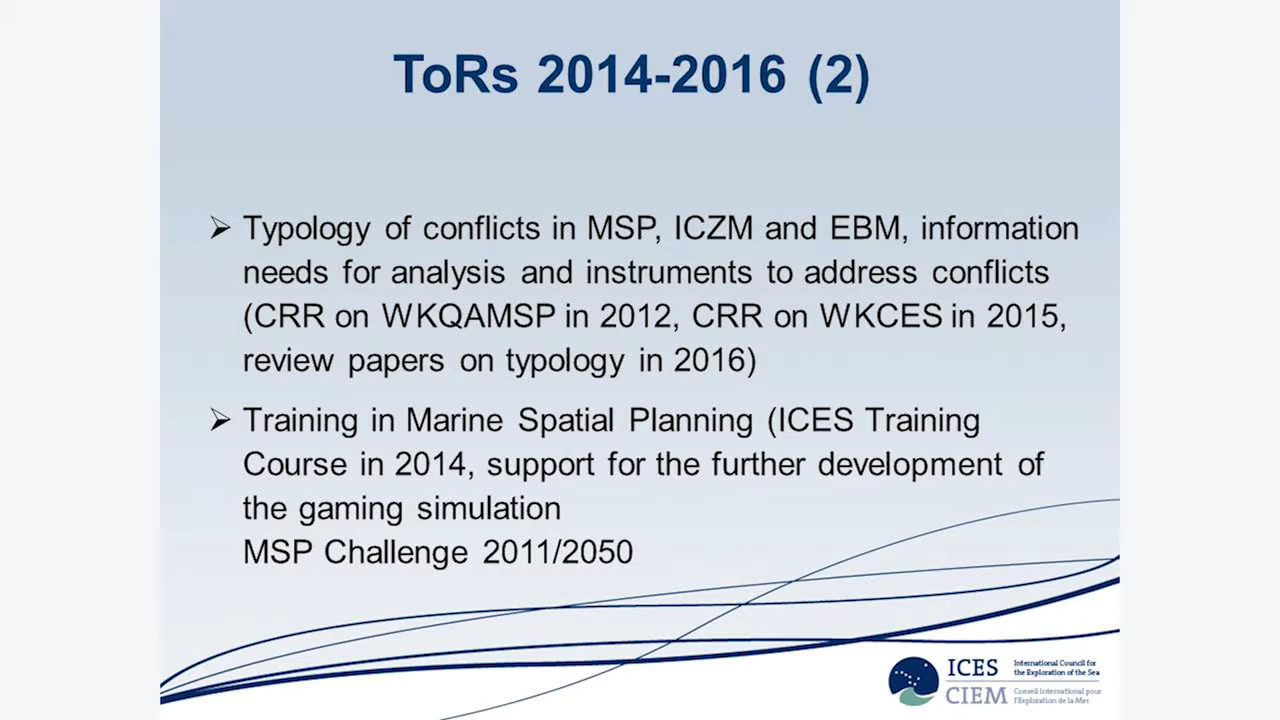 ToRs 2014-2016 (2)
Typology of conflicts in MSP, ICZM and EBM, information
needs for analysis and instruments to address conflicts
(CRR on WKQAMSP in 2012, CRR on WKCES in 2015,
review papers on typology in 2016)
Training in Marine Spatial Planning (ICES Training
Course in 2014, support for the further development of
the gaming simulation
MSP Challenge 2011/2050
ICES
International Council for
the Exploration of the Sea
CIEM
Conseil International pour
l'Exploration de la Mer